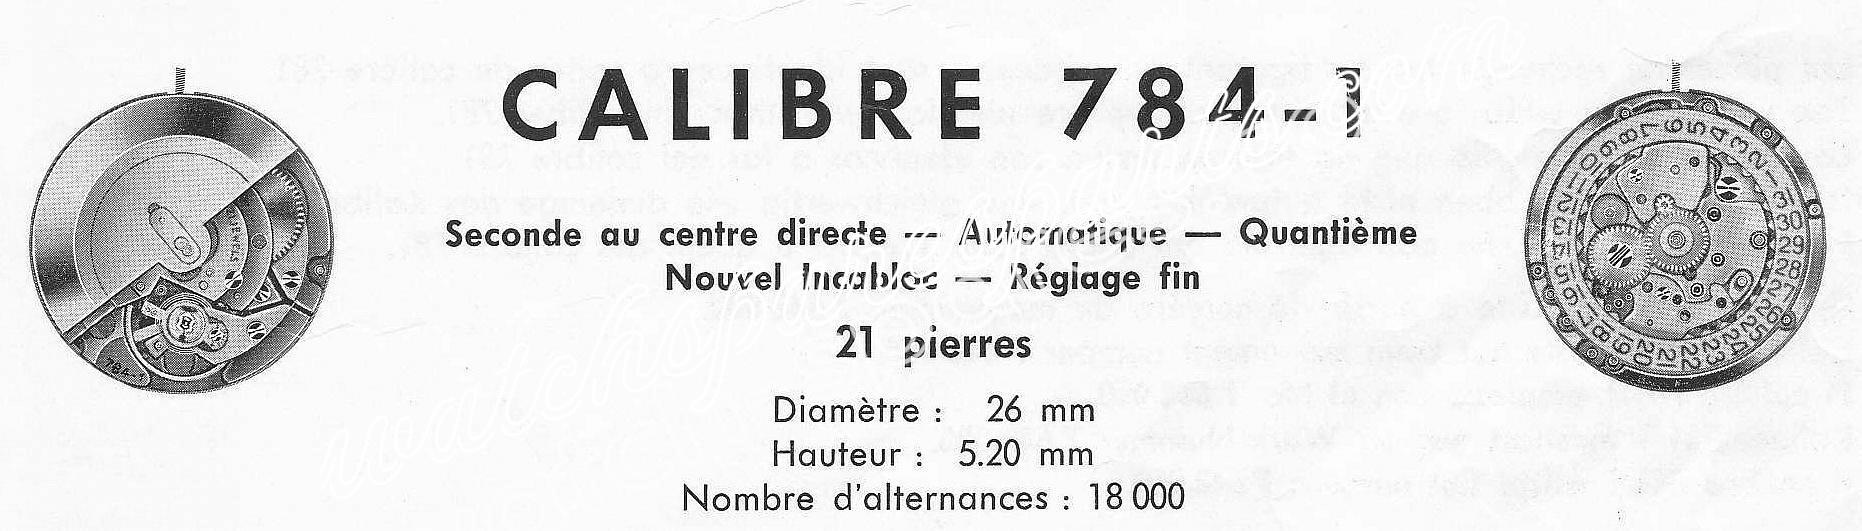 CALIBRE 784-1
Seconde au centre directe — Automatique — Quantième
Nouvel Incabloc — Réglage fin
21 pierres
Diamètre : 26 mm
Hauteur : 5.20 mm
Nombre d'alternances : 18 000